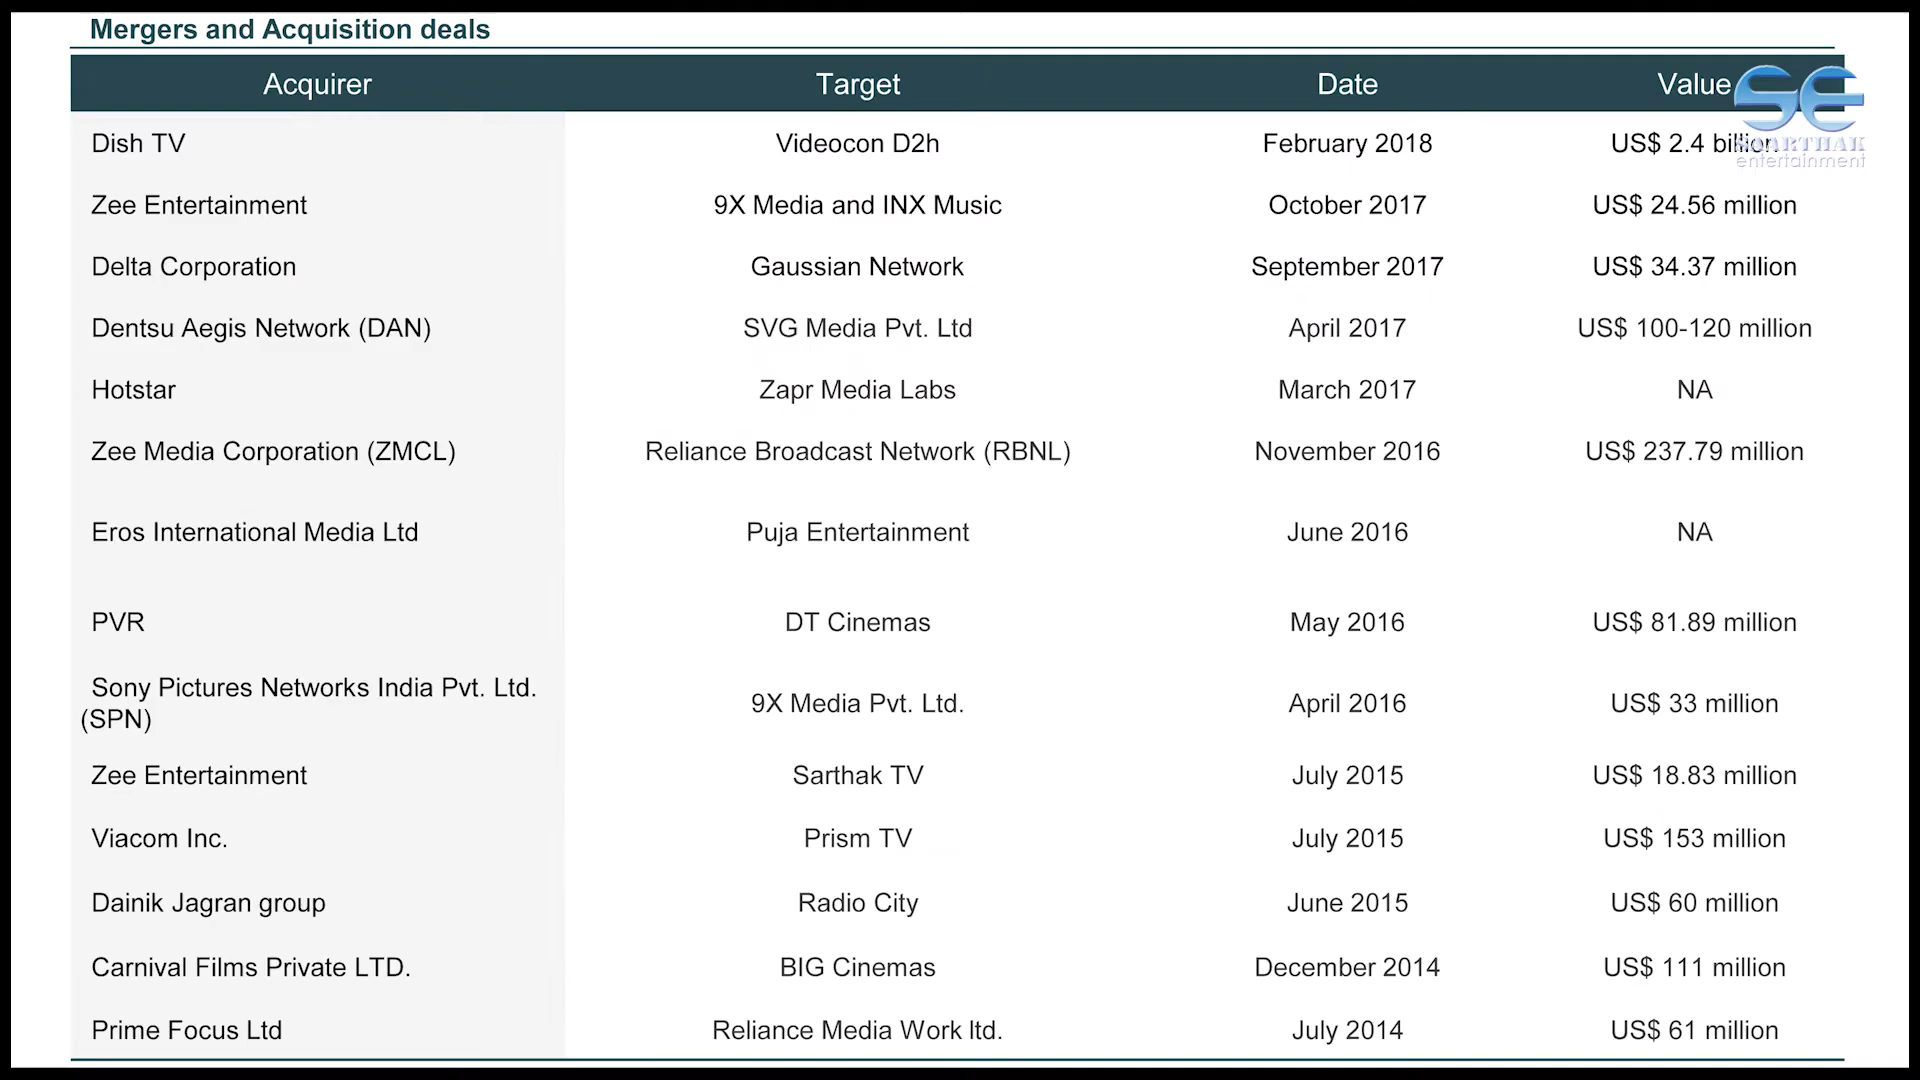 Mergers and Acquisition deals
Acquirer Target Date Value
Dish TV Videocon D2h February 2018 US$ 2.4 billion
Zee Entertainment 9X Media and INX Music October 2017 US$ 24.56 million
Delta Corporation Gaussian Network September 2017 US$ 34.37 million
Dentsu Aegis Network (DAN) SVG Media Pvt. Ltd April 2017 US$ 100-120 million
Hotstar Zapr Media Labs March 2017 NA
Zee Media Corporation (ZMCL) Reliance Broadcast Network (RBNL) November 2016 US$ 237.79 million
Eros International Media Ltd Puja Entertainment June 2016 NA
PVR DT Cinemas May 2016 US$ 81.89 million
Sony Pictures Networks India Pvt. Ltd.
(SPN) 9X Media Pvt. Ltd. April 2016 US$ 33 million
Zee Entertainment Sarthak TV July 2015 US$ 18.83 million
Viacom Inc. Prism TV July 2015 US$ 153 million
Dainik Jagran group Radio City June 2015 US$ 60 million
Carnival Films Private LTD. BIG Cinemas December 2014 US$ 111 million
Prime Focus Ltd Reliance Media Work ltd. July 2014 US$ 61 million
SE
SAARTHAK
entertainment